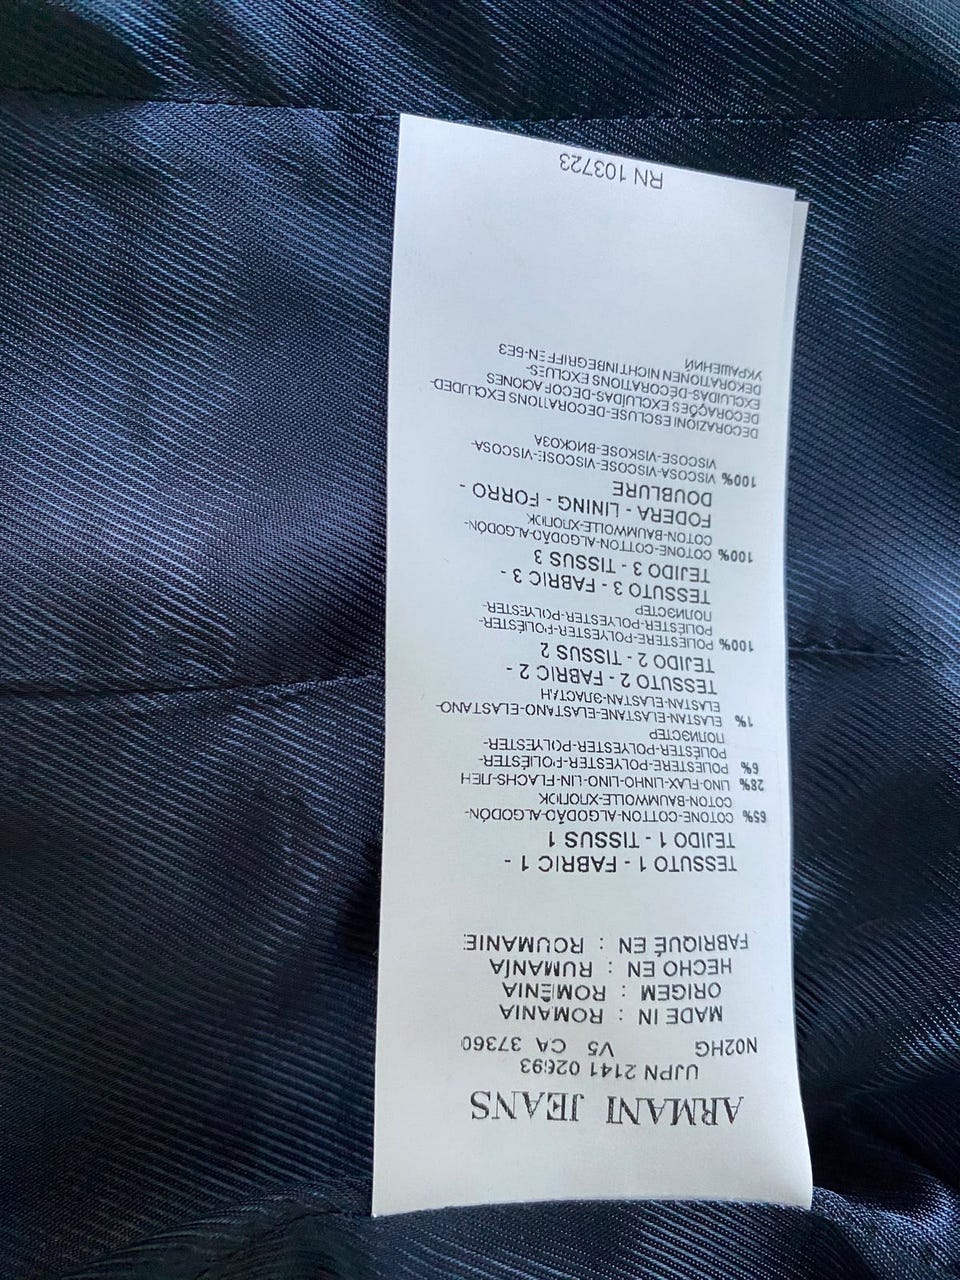 ARMANI JEANS
UJPN 2141 02693
N02HG V5 CA 37360
MADE IN : ROMANIA
ORIGEM : ROMÊNIA
HECHO EN : RUMANÍA
FABRIQUÉ EN : ROUMANIE
TESSUTO 1 - FABRIC 1 -
TEJIDO 1 - TISSUS 1
65% COTONE-COTTON-ALGODÃO-ALGODÓN-
COTON-BAUMWOLLE-ХЛОПОК
28% LINO-FLAX-LINHO-LINO-LIN-FLACHS-ЛЕН
6% POLIESTERE-POLYESTER-POLIÉSTER-
POLIÉSTER-POLYESTER-POLYESTER-
ПОЛИЭСТЕР
1% ELASTAN-ELASTANE-ELASTANO-ELASTANO-
ELASTAN-ELASTAN-ЭЛАСТАН
TESSUTO 2 - FABRIC 2 -
TEJIDO 2 - TISSUS 2
100% POLIESTERE-POLYESTER-POLIÉSTER-
POLIÉSTER-POLYESTER-POLYESTER-
ПОЛИЭСТЕР
TESSUTO 3 - FABRIC 3 -
TEJIDO 3 - TISSUS 3
100% COTONE-COTTON-ALGODÃO-ALGODÓN-
COTON-BAUMWOLLE-ХЛОПОК
FODERA - LINING - FORRO -
DOUBLURE
100% VISCOSA-VISCOSE-VISCOSE-VISCOSA-
VISCOSE-VISKOSE-ВИСКОЗА
DECORAZIONI ESCLUSE-DECORATIONS EXCLUDED-
DECORAÇÕES EXCLUÍDAS-DECORACIONES
EXCLUIDAS-DÉCORATIONS EXCLUES-
DEKORATIONEN NICHT INBEGRIFFEN-БЕЗ
УКРАШЕНИЙ
RN 103723